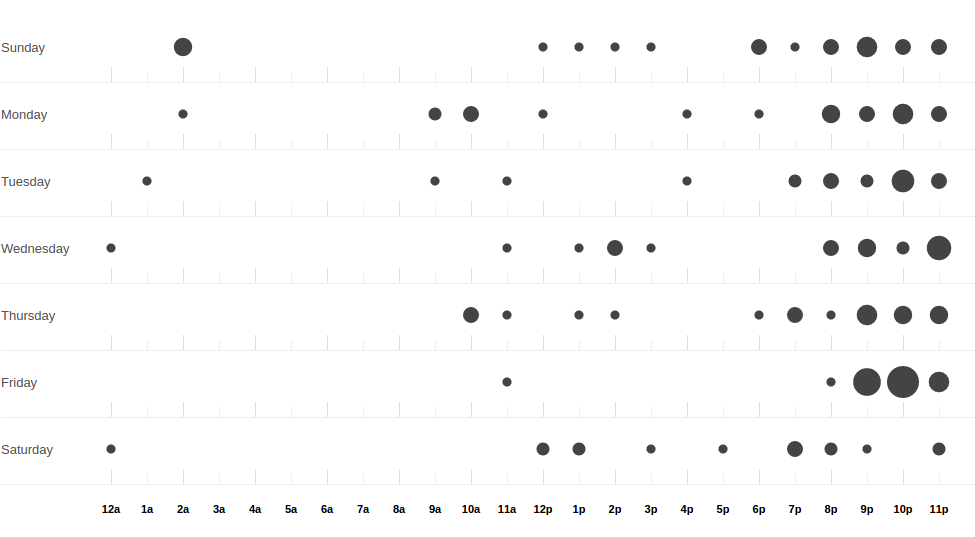 Sunday
Monday
Tuesday
Wednesday
Thursday
Friday
Saturday
12a 1a 2a 3a 4a 5a 6a 7a 8a 9a 10a 11a 12p 1p 2p 3p 4p 5p 6p 7p 8p 9p 10p 11p